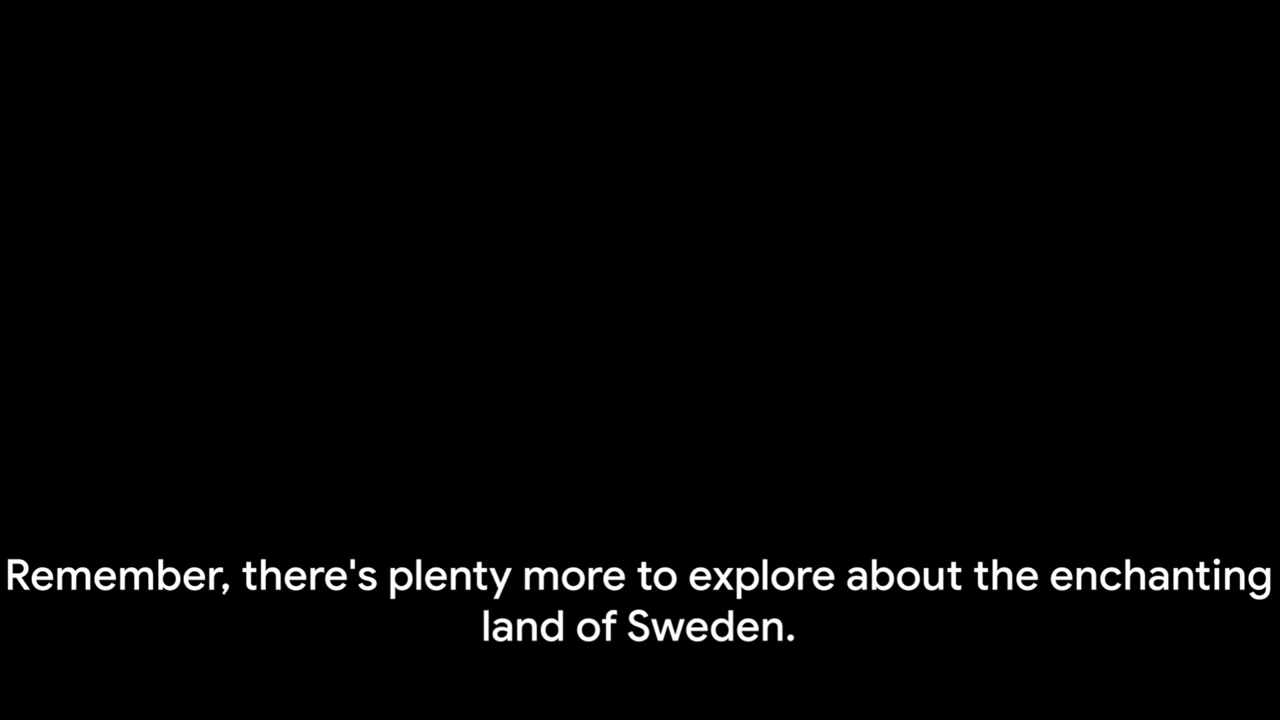 Remember, there's plenty more to explore about the enchanting
land of Sweden.